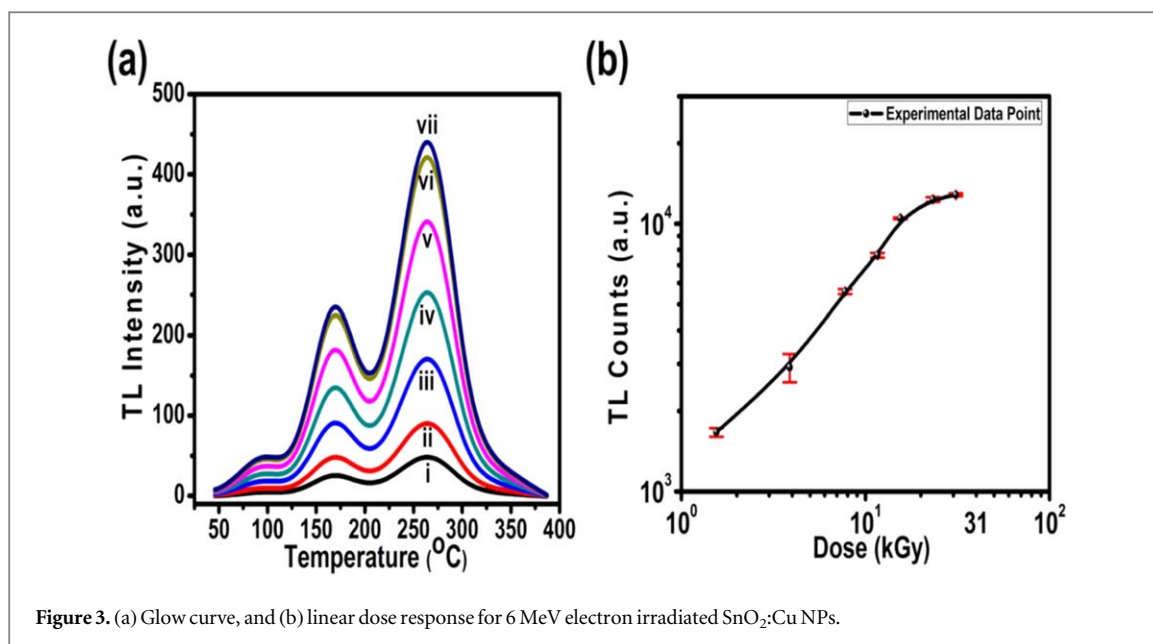 (a)
500
400
300
200
100
0
TL Intensity (a.u.)
vii
vi
v
iv
iii
ii
i
50 100 150 200 250 300 350 400
Temperature (°C)
(b)
Experimental Data Point
10⁴
10³
TL Counts (a.u.)
10⁰ 10¹ 31 10²
Dose (kGy)
Figure 3. (a) Glow curve, and (b) linear dose response for 6 MeV electron irradiated SnO₂:Cu NPs.